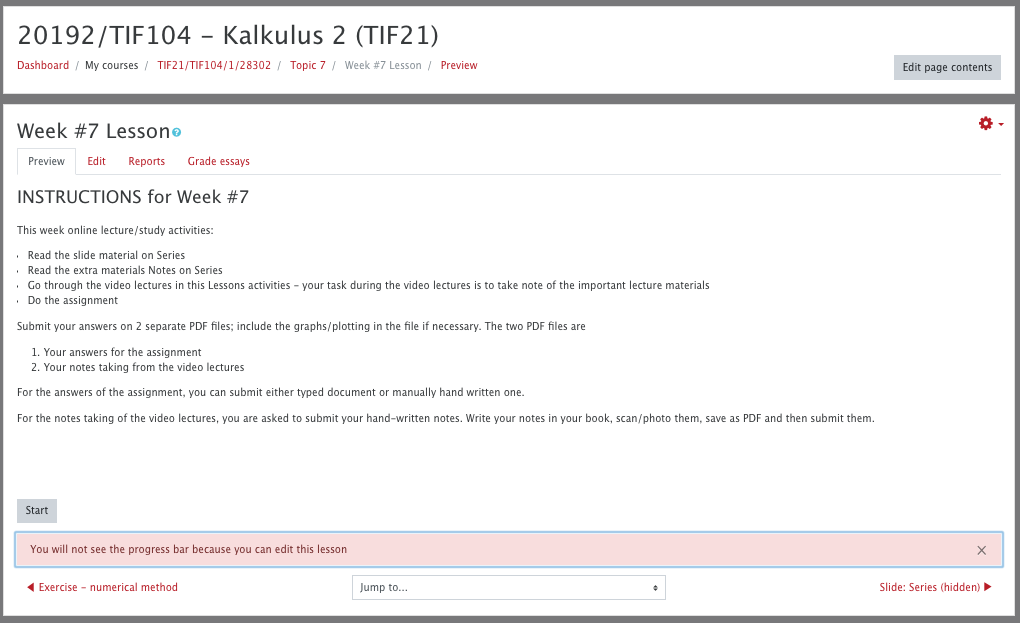 20192/TIF104 – Kalkulus 2 (TIF21)
Dashboard / My courses / TIF21/TIF104/1/28302 / Topic 7 / Week #7 Lesson / Preview
Edit page contents
Week #7 Lesson
Preview Edit Reports Grade essays
INSTRUCTIONS for Week #7
This week online lecture/study activities:
Read the slide material on Series
Read the extra materials Notes on Series
Go through the video lectures in this Lessons activities – your task during the video lectures is to take note of the important lecture materials
Do the assignment
Submit your answers on 2 separate PDF files; include the graphs/plotting in the file if necessary. The two PDF files are
1. Your answers for the assignment
2. Your notes taking from the video lectures
For the answers of the assignment, you can submit either typed document or manually hand written one.
For the notes taking of the video lectures, you are asked to submit your hand-written notes. Write your notes in your book, scan/photo them, save as PDF and then submit them.
Start
You will not see the progress bar because you can edit this lesson
◀ Exercise – numerical method
Jump to...
Slide: Series (hidden) ▶